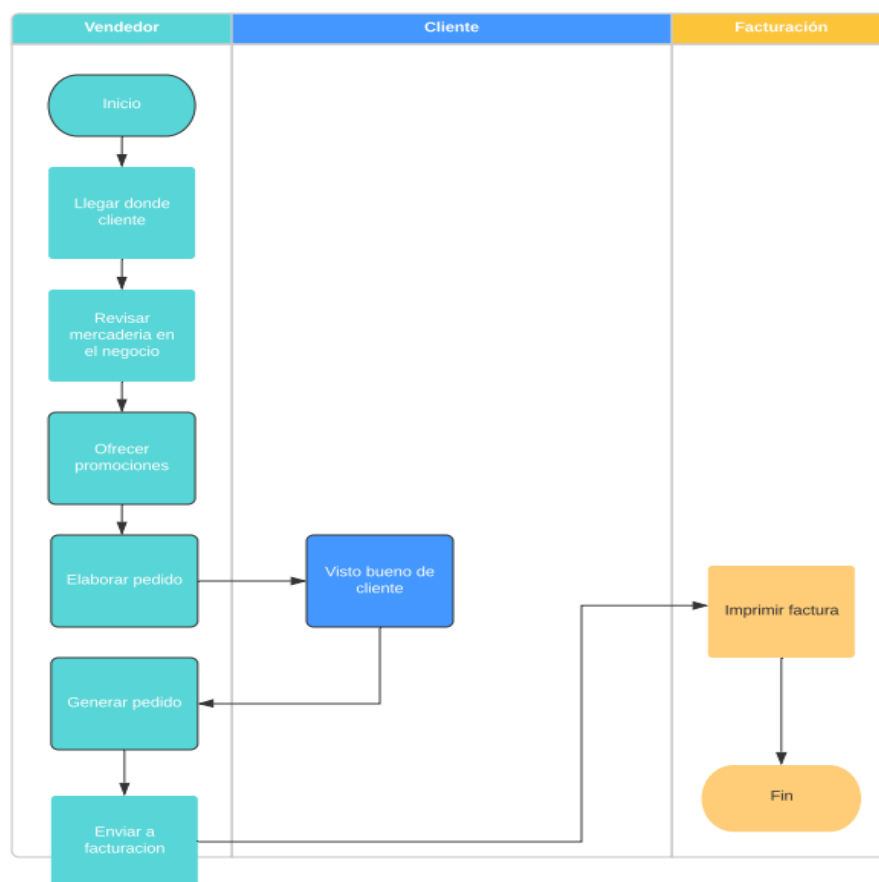 Vendedor
Cliente
Facturación
Inicio
Llegar donde
cliente
Revisar
mercaderia en
el negocio
Ofrecer
promociones
Elaborar pedido
Visto bueno de
cliente
Imprimir factura
Generar pedido
Fin
Enviar a
facturacion